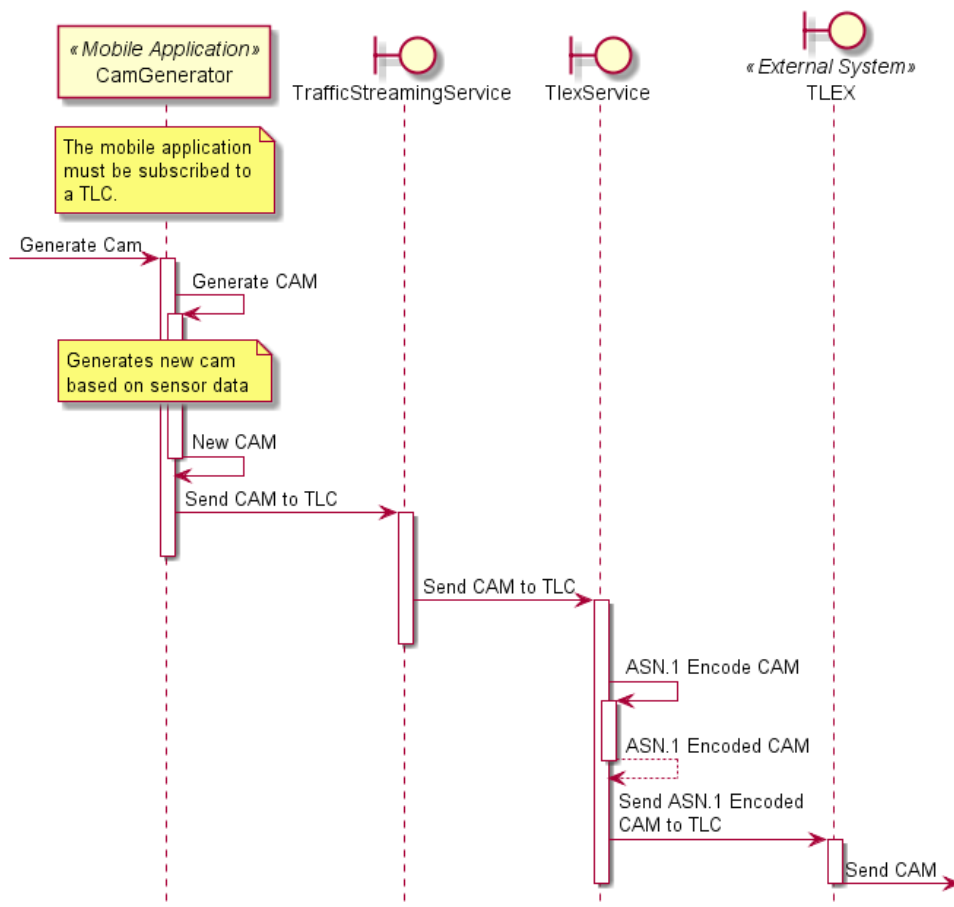 «Mobile Application»
CamGenerator
TrafficStreamingService
TlexService
«External System»
TLEX
The mobile application
must be subscribed to
a TLC.
Generate Cam
Generate CAM
Generates new cam
based on sensor data
New CAM
Send CAM to TLC
Send CAM to TLC
ASN.1 Encode CAM
ASN.1 Encoded CAM
Send ASN.1 Encoded
CAM to TLC
Send CAM